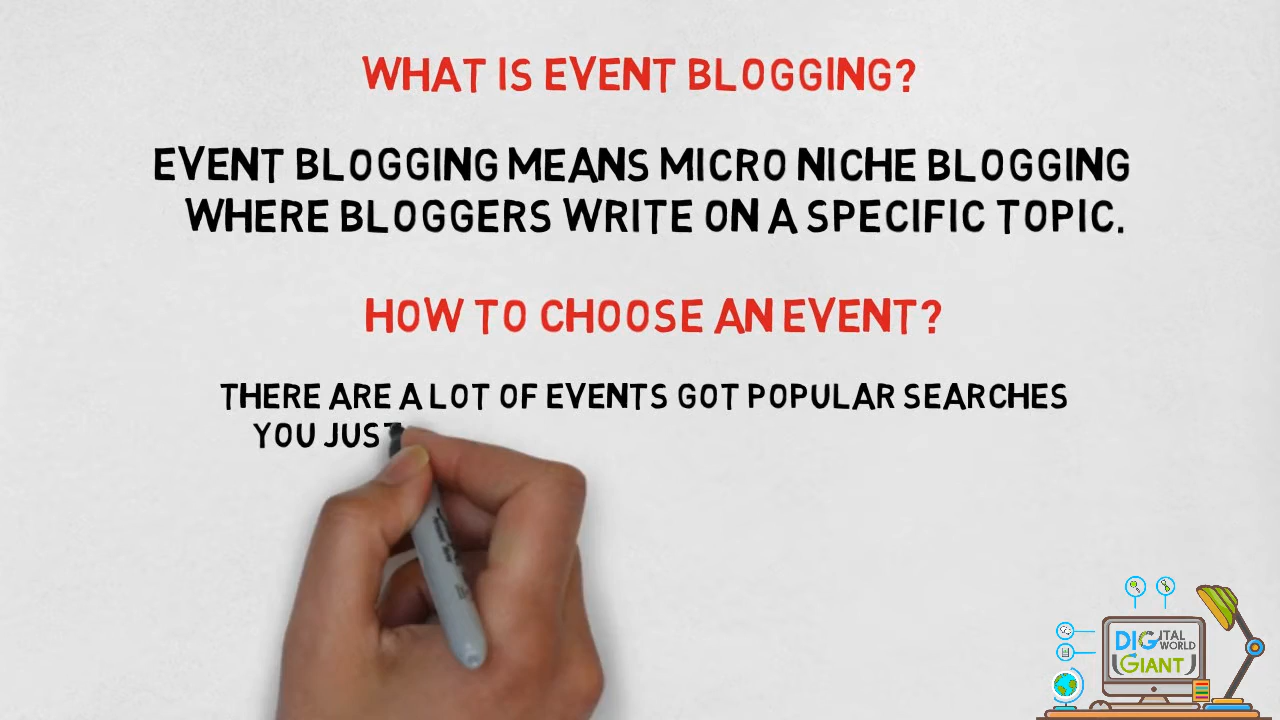 WHAT IS EVENT BLOGGING?
EVENT BLOGGING MEANS MICRO NICHE BLOGGING
WHERE BLOGGERS WRITE ON A SPECIFIC TOPIC.
HOW TO CHOOSE AN EVENT?
THERE ARE A LOT OF EVENTS GOT POPULAR SEARCHES
YOU JUST
DIGITAL
WORLD
GIANT